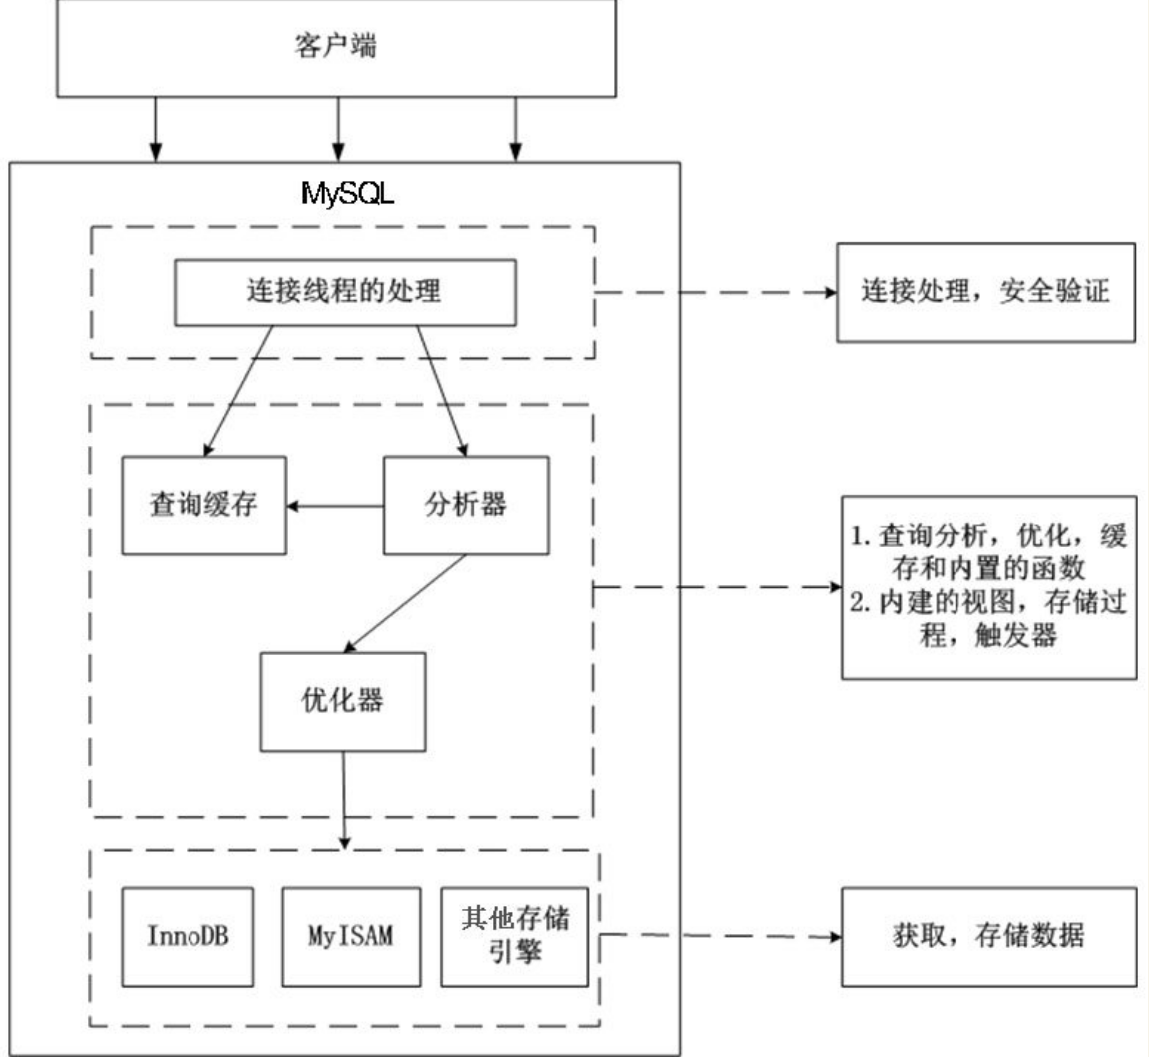 客户端
MySQL
连接线程的处理
连接处理，安全验证
查询缓存
分析器
1. 查询分析，优化，缓
存和内置的函数
2. 内建的视图，存储过
程，触发器
优化器
InnoDB
MyISAM
其他存储
引擎
获取，存储数据